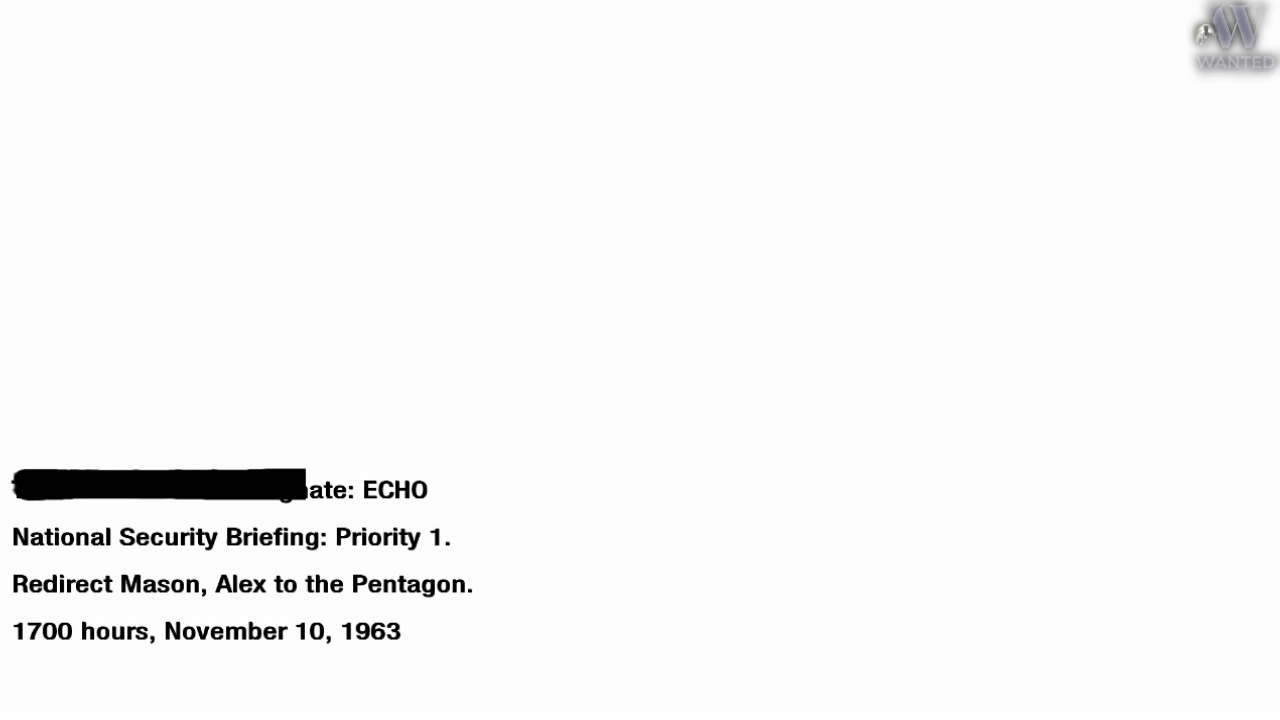 W
WANTED
ate: ECHO
National Security Briefing: Priority 1.
Redirect Mason, Alex to the Pentagon.
1700 hours, November 10, 1963